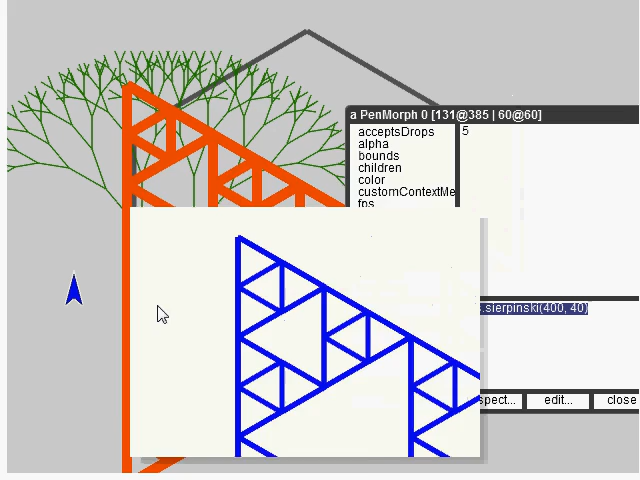 a PenMorph 0 [131@385 | 60@60]
acceptsDrops
5
alpha
bounds
children
color
customContextMe
fps
.sierpinski(400, 40)
spect...
edit...
close